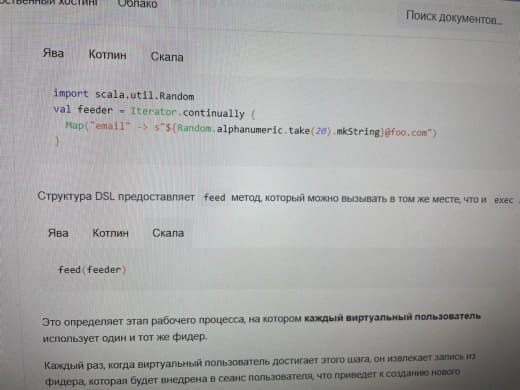 Облако
Поиск документов...
Ява Котлин Скала
import scala.util.Random
val feeder = Iterator.continually {
Map("email" -> s"${Random.alphanumeric.take(20).mkString}@foo.com")
}
Структура DSL предоставляет feed метод, который можно вызывать в том же месте, что и exec .
Ява Котлин Скала
feed(feeder)
Это определяет этап рабочего процесса, на котором каждый виртуальный пользователь
использует один и тот же фидер.
Каждый раз, когда виртуальный пользователь достигает этого шага, он извлекает запись из
фидера, которая будет внедрена в сеанс пользователя, что приведет к созданию нового